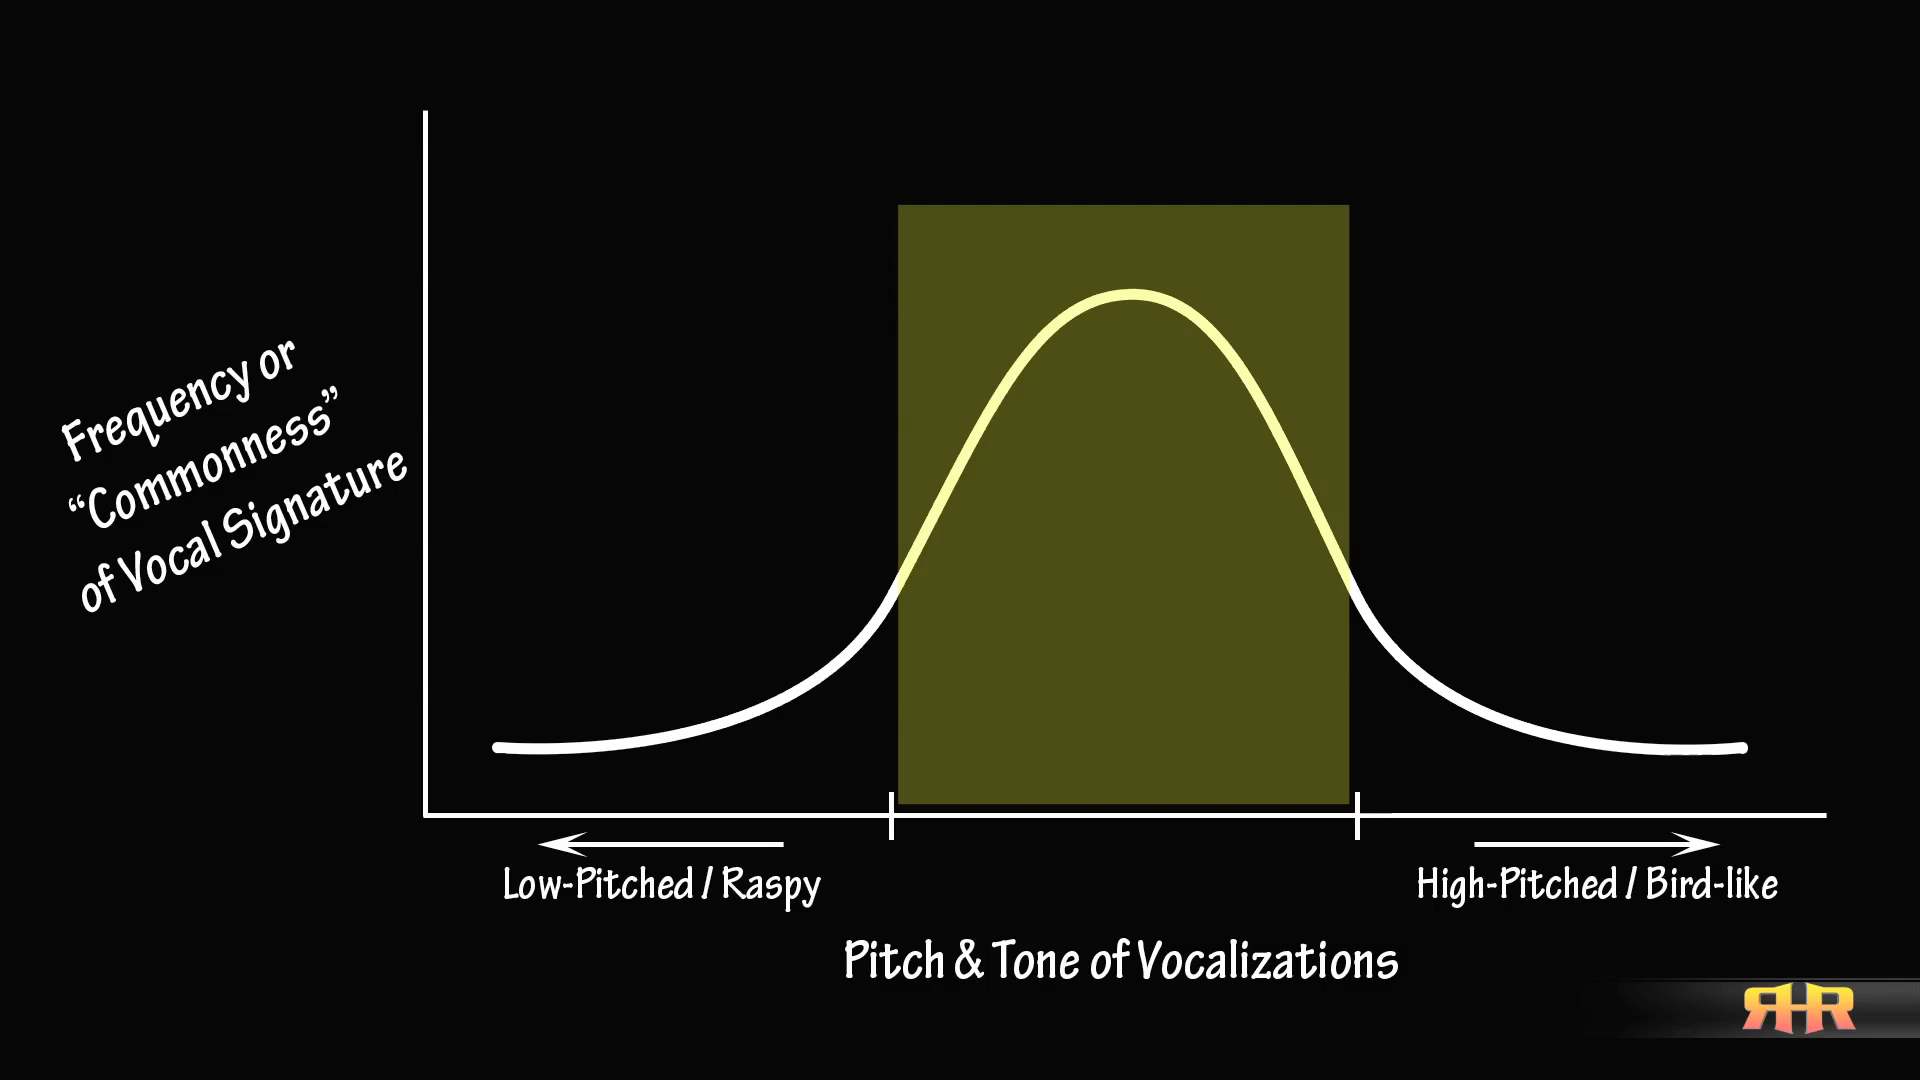 Frequency or
“Commonness”
of Vocal Signature
Low-Pitched / Raspy
High-Pitched / Bird-like
Pitch & Tone of Vocalizations
RHR